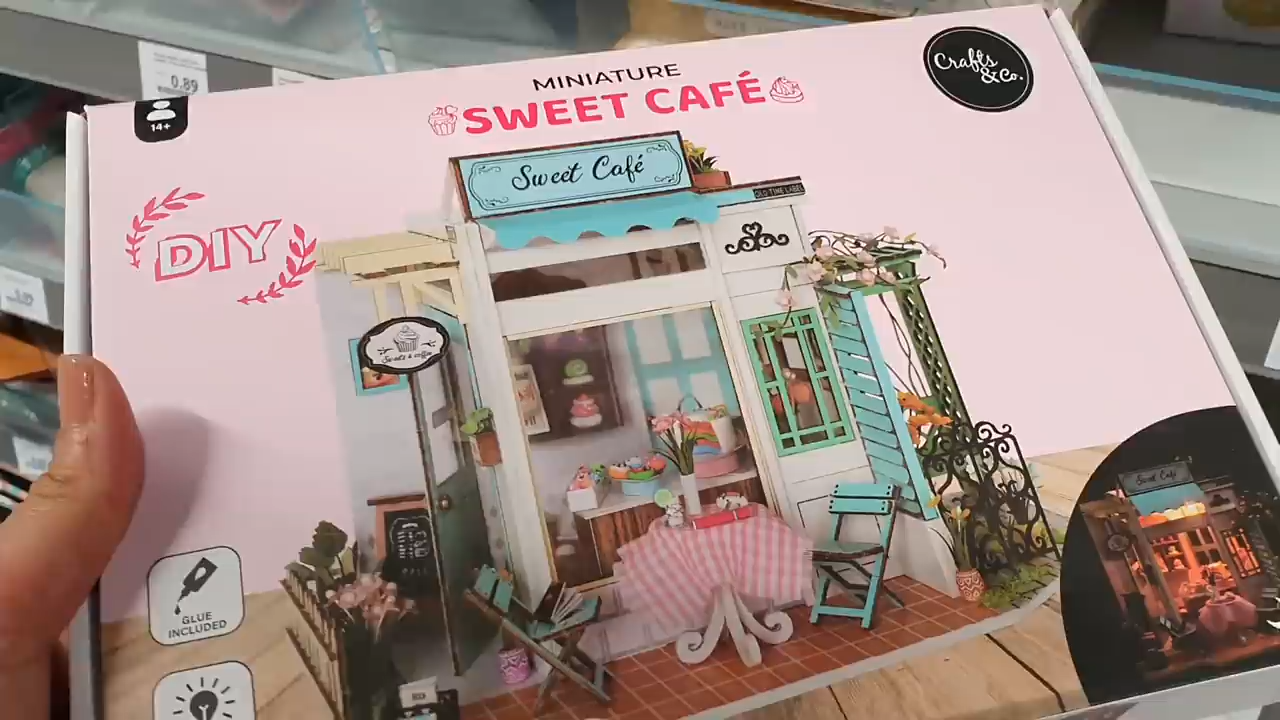 0.89
14+
MINIATURE
SWEET CAFÉ
Crafts
&Co.
DIY
Sweet Café
OLD TIME LABEL
Sweets & coffee
GLUE
INCLUDED
Sweet Café